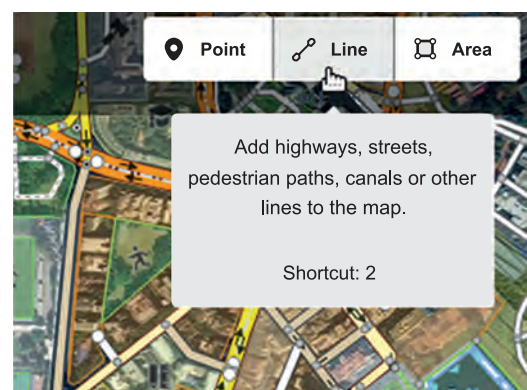 Point
Line
Area
Add highways, streets,
pedestrian paths, canals or other
lines to the map.
Shortcut: 2